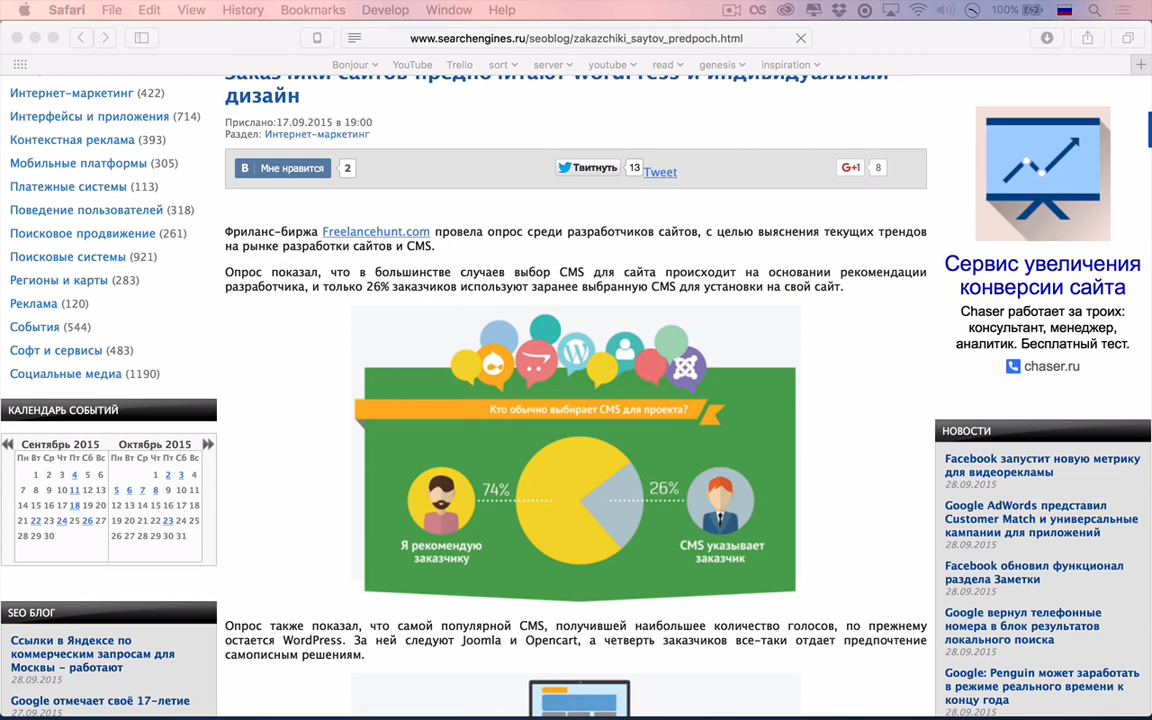 Safari File Edit View History Bookmarks Develop Window Help
100%
www.searchengines.ru/seoblog/zakazchiki_saytov_predpoch.html
Bonjour YouTube Trello sort server youtube read genesis inspiration
Интернет-маркетинг (422)
Интерфейсы и приложения (714)
Контекстная реклама (393)
Мобильные платформы (305)
Платежные системы (113)
Поведение пользователей (318)
Поисковое продвижение (261)
Поисковые системы (921)
Регионы и карты (283)
Реклама (120)
События (544)
Софт и сервисы (483)
Социальные медиа (1190)
КАЛЕНДАРЬ СОБЫТИЙ
Сентябрь 2015 Октябрь 2015
Пн Вт Ср Чт Пт Сб Вс Пн Вт Ср Чт Пт Сб Вс
1 2 3 4 5 6 1 2 3 4
7 8 9 10 11 12 13 5 6 7 8 9 10 11
14 15 16 17 18 19 20 12 13 14 15 16 17 18
21 22 23 24 25 26 27 19 20 21 22 23 24 25
28 29 30 26 27 28 29 30 31
SEO БЛОГ
Ссылки в Яндексе по
коммерческим запросам для
Москвы – работают
28.09.2015
Google отмечает своё 17-летие
27.09.2015
Заказчики сайтов предпочитают WordPress и индивидуальный
дизайн
Прислано:17.09.2015 в 19:00
Раздел: Интернет-маркетинг
В Мне нравится 2
Твитнуть 13 Tweet
G+1 8
Фриланс-биржа Freelancehunt.com провела опрос среди разработчиков сайтов, с целью выяснения текущих трендов
на рынке разработки сайтов и CMS.
Опрос показал, что в большинстве случаев выбор CMS для сайта происходит на основании рекомендации
разработчика, и только 26% заказчиков используют заранее выбранную CMS для установки на свой сайт.
Кто обычно выбирает CMS для проекта?
74% 26%
Я рекомендую
заказчику
CMS указывает
заказчик
Опрос также показал, что самой популярной CMS, получившей наибольшее количество голосов, по прежнему
остается WordPress. За ней следуют Joomla и Opencart, а четверть заказчиков все-таки отдает предпочтение
самописным решениям.
Сервис увеличения
конверсии сайта
Chaser работает за троих:
консультант, менеджер,
аналитик. Бесплатный тест.
chaser.ru
НОВОСТИ
Facebook запустит новую метрику
для видеорекламы
28.09.2015
Google AdWords представил
Customer Match и универсальные
кампании для приложений
28.09.2015
Facebook обновил функционал
раздела Заметки
28.09.2015
Google вернул телефонные
номера в блок результатов
локального поиска
28.09.2015
Google: Penguin может заработать
в режиме реального времени к
концу года
28.09.2015